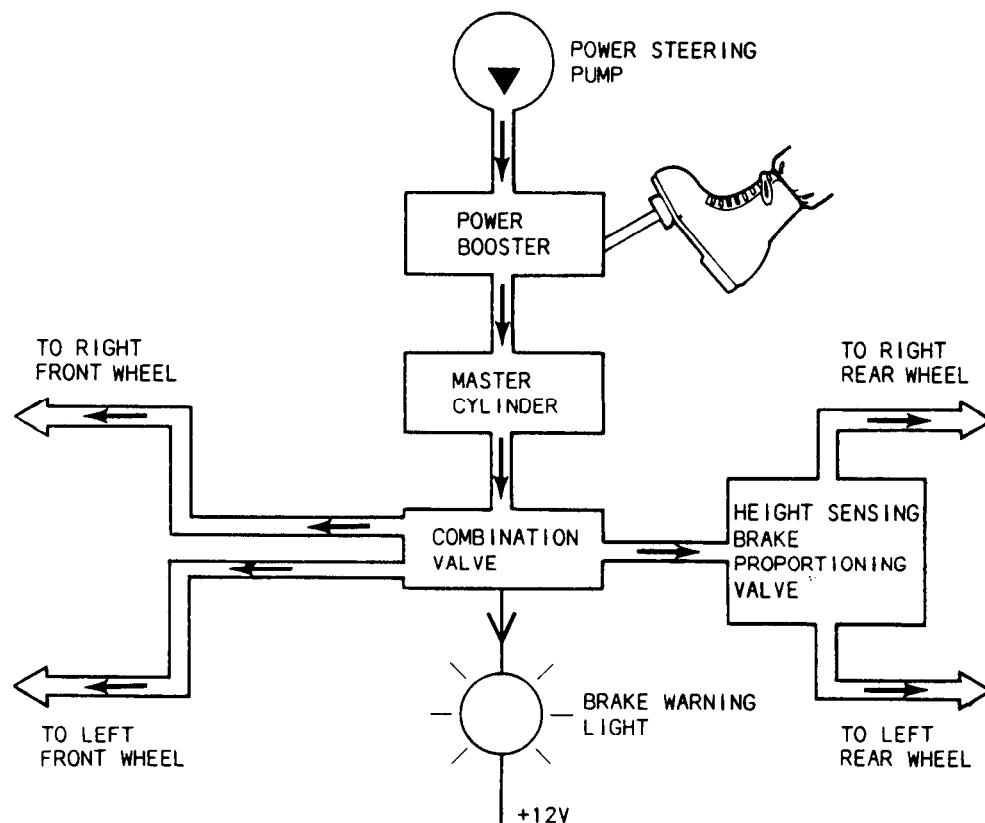 POWER STEERING
PUMP
POWER
BOOSTER
TO RIGHT
FRONT WHEEL
MASTER
CYLINDER
TO RIGHT
REAR WHEEL
COMBINATION
VALVE
HEIGHT SENSING
BRAKE
PROPORTIONING
VALVE
TO LEFT
FRONT WHEEL
BRAKE WARNING
LIGHT
TO LEFT
REAR WHEEL
+12V